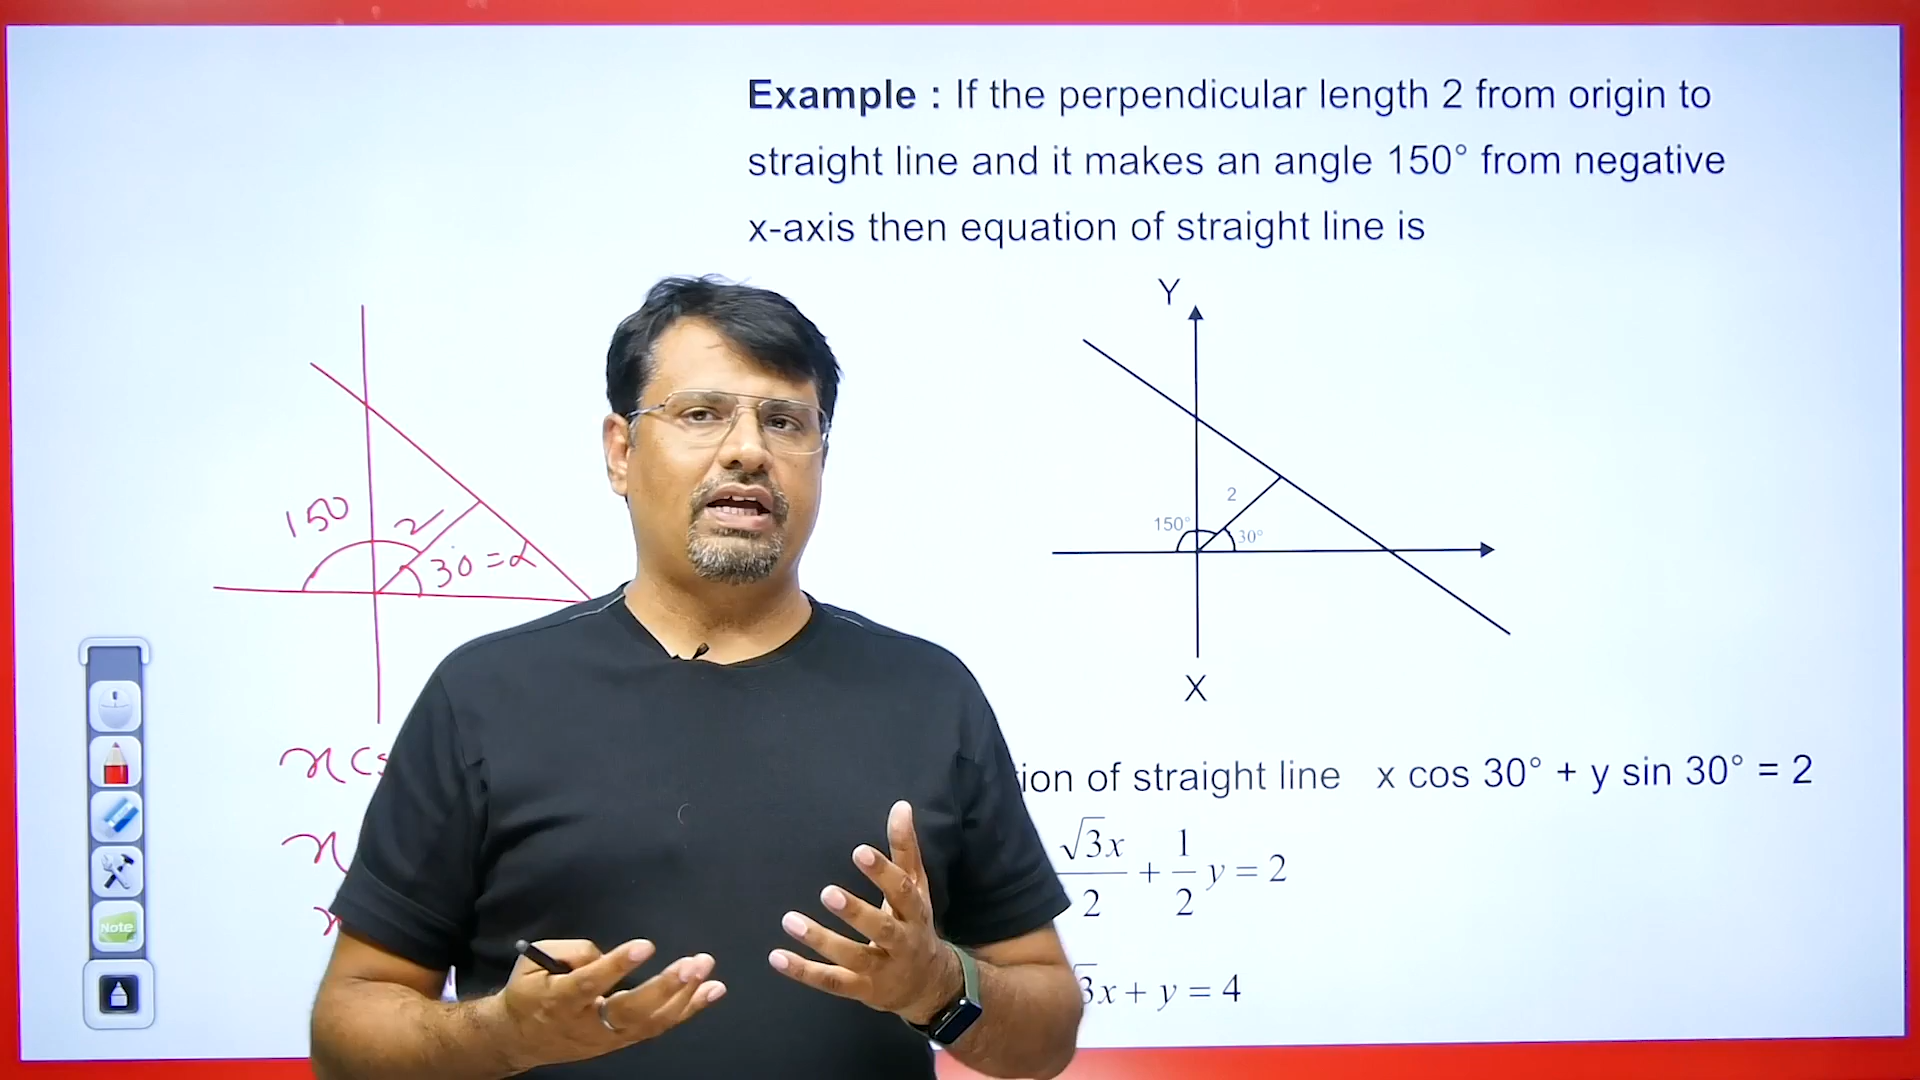 Example : If the perpendicular length 2 from origin to
straight line and it makes an angle 150° from negative
x-axis then equation of straight line is
Y
150
2
30 = α
2
150°
30°
X
x cs
of straight line x cos 30° + y sin 30° = 2
√3x/2 + 1/2 y = 2
x
3x + y = 4
Note